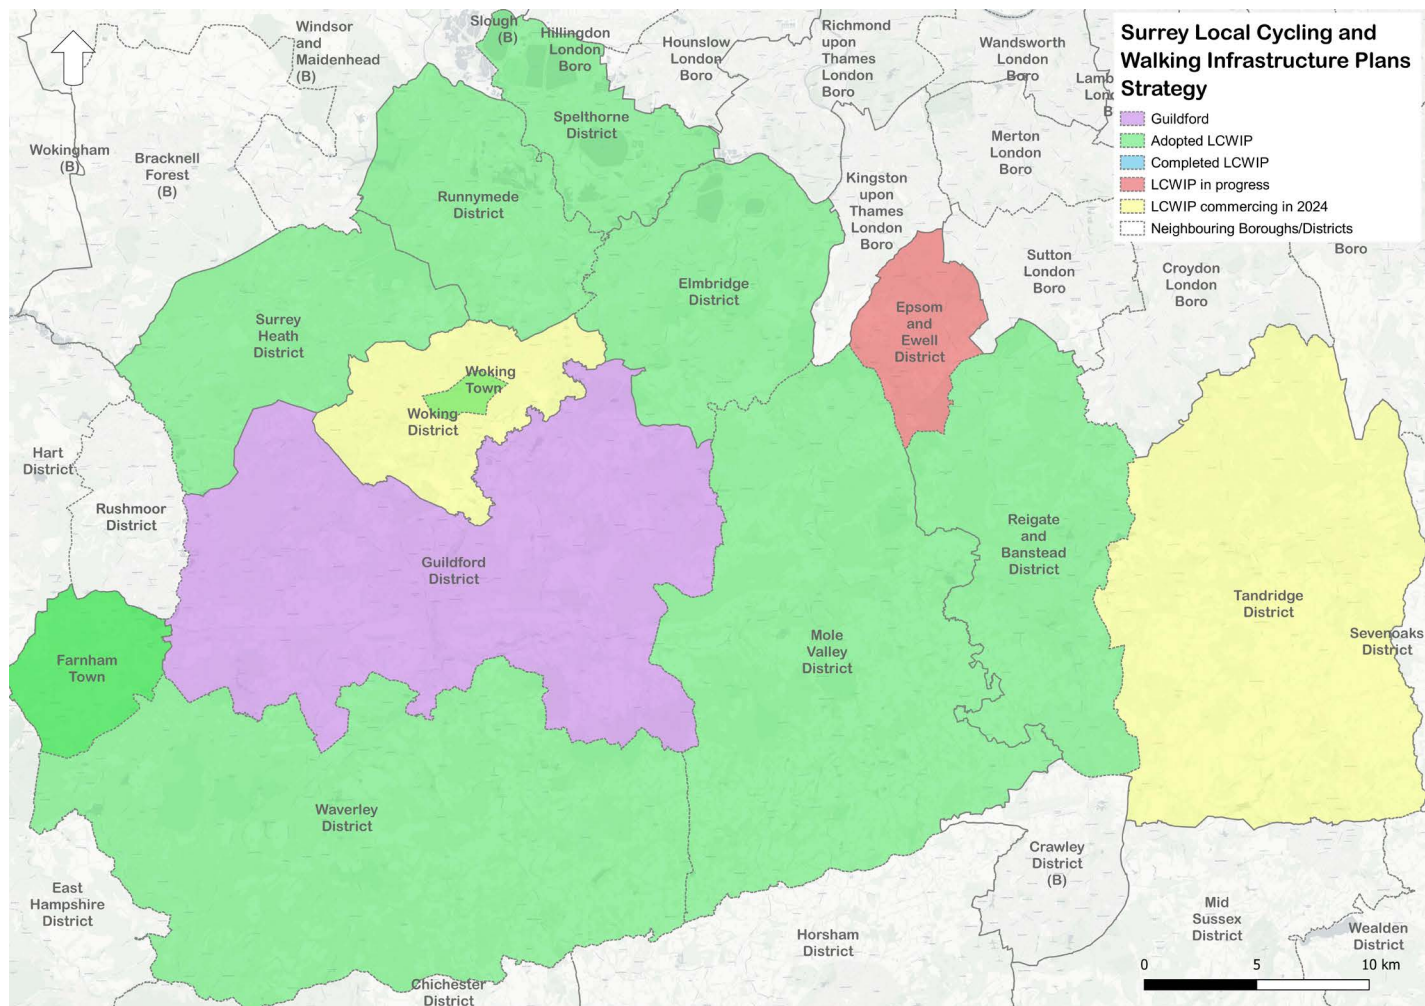 Surrey Local Cycling and
Walking Infrastructure Plans
Strategy
Guildford
Adopted LCWIP
Completed LCWIP
LCWIP in progress
LCWIP commercing in 2024
Neighbouring Boroughs/Districts
Windsor
and
Maidenhead
(B)
Slough
(B)
Hillingdon
London
Boro
Hounslow
London
Boro
Richmond
upon
Thames
London
Boro
Wandsworth
London
Boro
Lamb
Lon
B
Wokingham
(B)
Bracknell
Forest
(B)
Spelthorne
District
Merton
London
Boro
Runnymede
District
Kingston
upon
Thames
London
Boro
Boro
Sutton
London
Boro
Croydon
London
Boro
Elmbridge
District
Surrey
Heath
District
Epsom
and
Ewell
District
Woking
Town
Woking
District
Hart
District
Rushmoor
District
Guildford
District
Reigate
and
Banstead
District
Tandridge
District
Mole
Valley
District
Sevenoaks
District
Farnham
Town
Waverley
District
Crawley
District
(B)
East
Hampshire
District
Mid
Sussex
District
Horsham
District
Wealden
District
Chichester
District
0 5 10 km